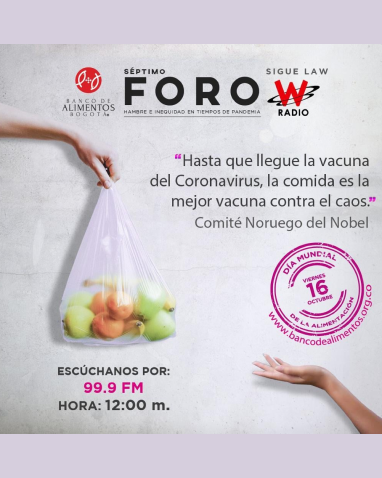 BANCO DE
ALIMENTOS
BOGOTÁ
SÉPTIMO
FORO
HAMBRE E INEQUIDAD EN TIEMPOS DE PANDEMIA
SIGUE LAW
W
RADIO
“Hasta que llegue la vacuna
del Coronavirus, la comida es la
mejor vacuna contra el caos.”
Comité Noruego del Nobel
DÍA MUNDIAL
VIERNES
16
OCTUBRE
DE LA ALIMENTACIÓN
www.bancodealimentos.org.co
ESCÚCHANOS POR:
99.9 FM
HORA: 12:00 m.